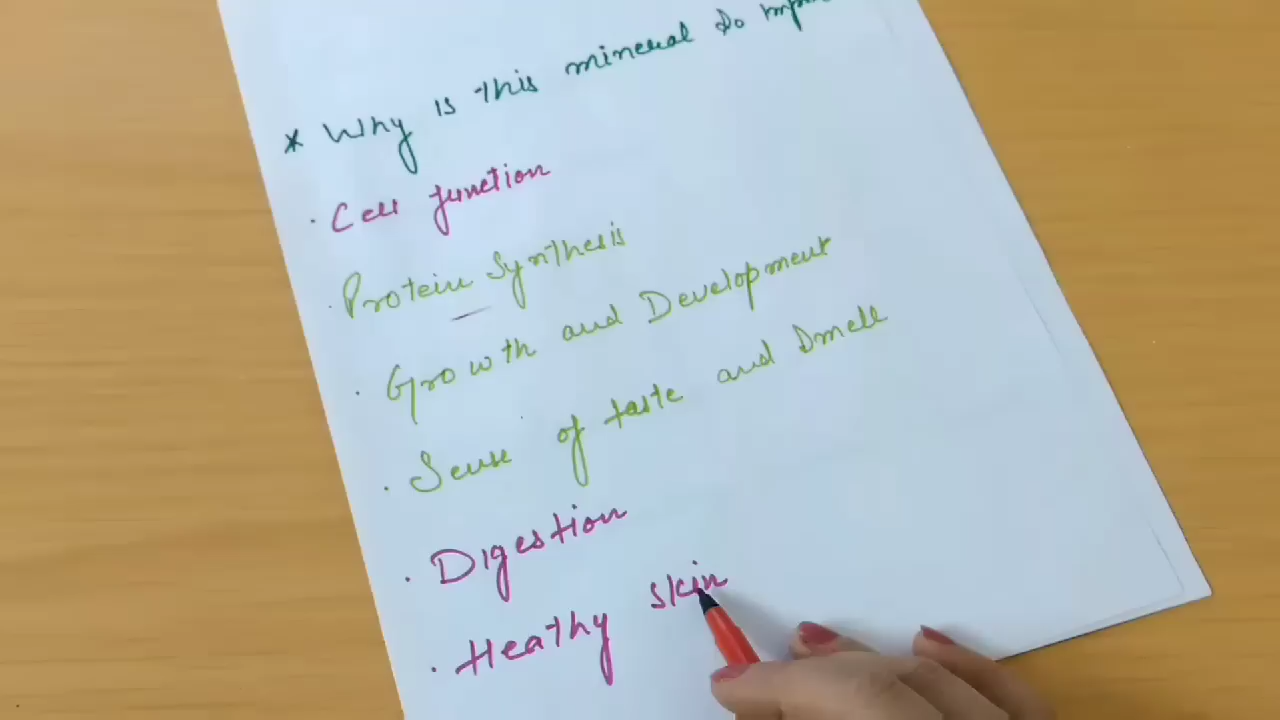 * Why is this mineral so
. Cell function
. Protein Synthesis
. Growth and Development
. Sense of taste and Dmell
. Digestion
. Heathy skin